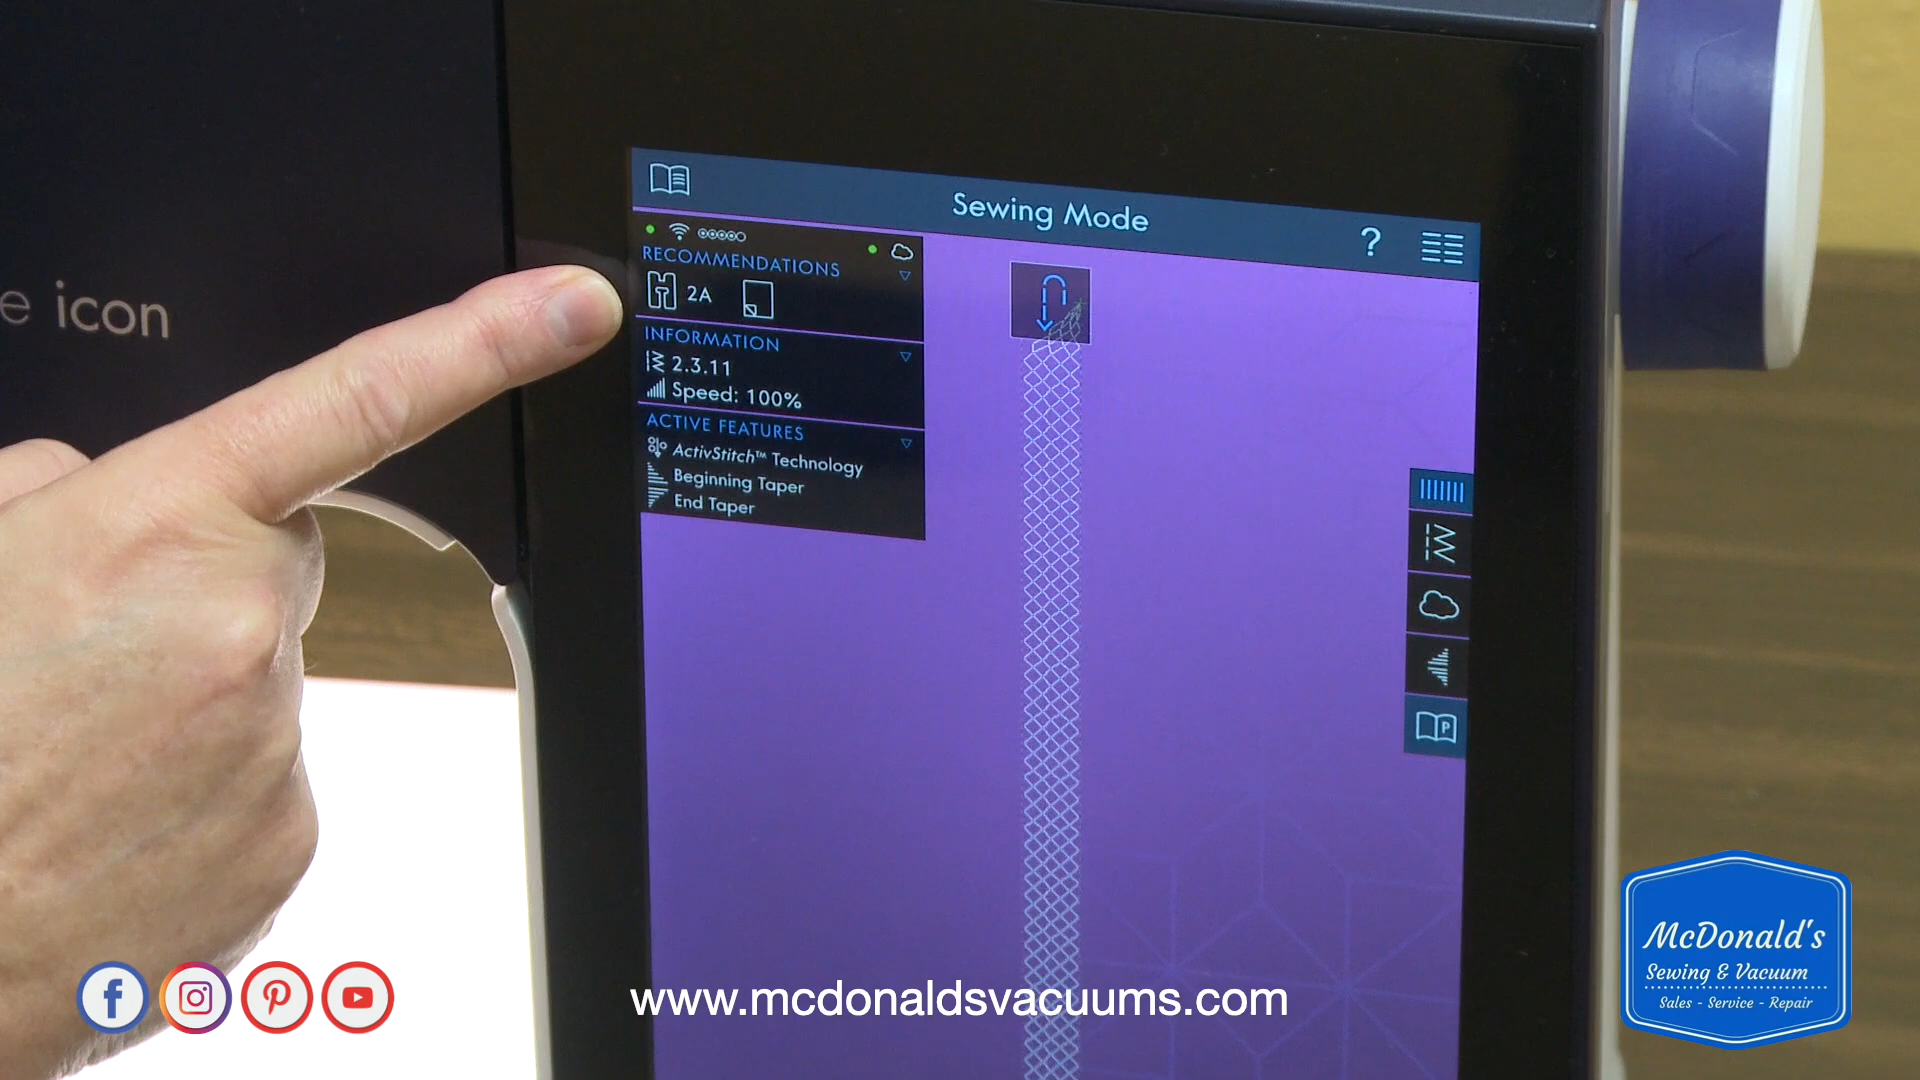 e icon
Sewing Mode
?
RECOMMENDATIONS
2A
INFORMATION
2.3.11
Speed: 100%
ACTIVE FEATURES
ActivStitch™ Technology
Beginning Taper
End Taper
P
McDonald's
Sewing & Vacuum
Sales - Service - Repair
www.mcdonaldsvacuums.com